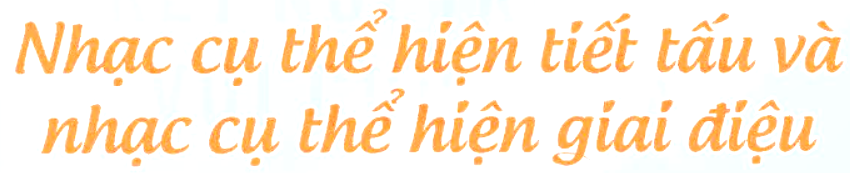 Nhạc cụ thể hiện tiết tấu và
nhạc cụ thể hiện giai điệu